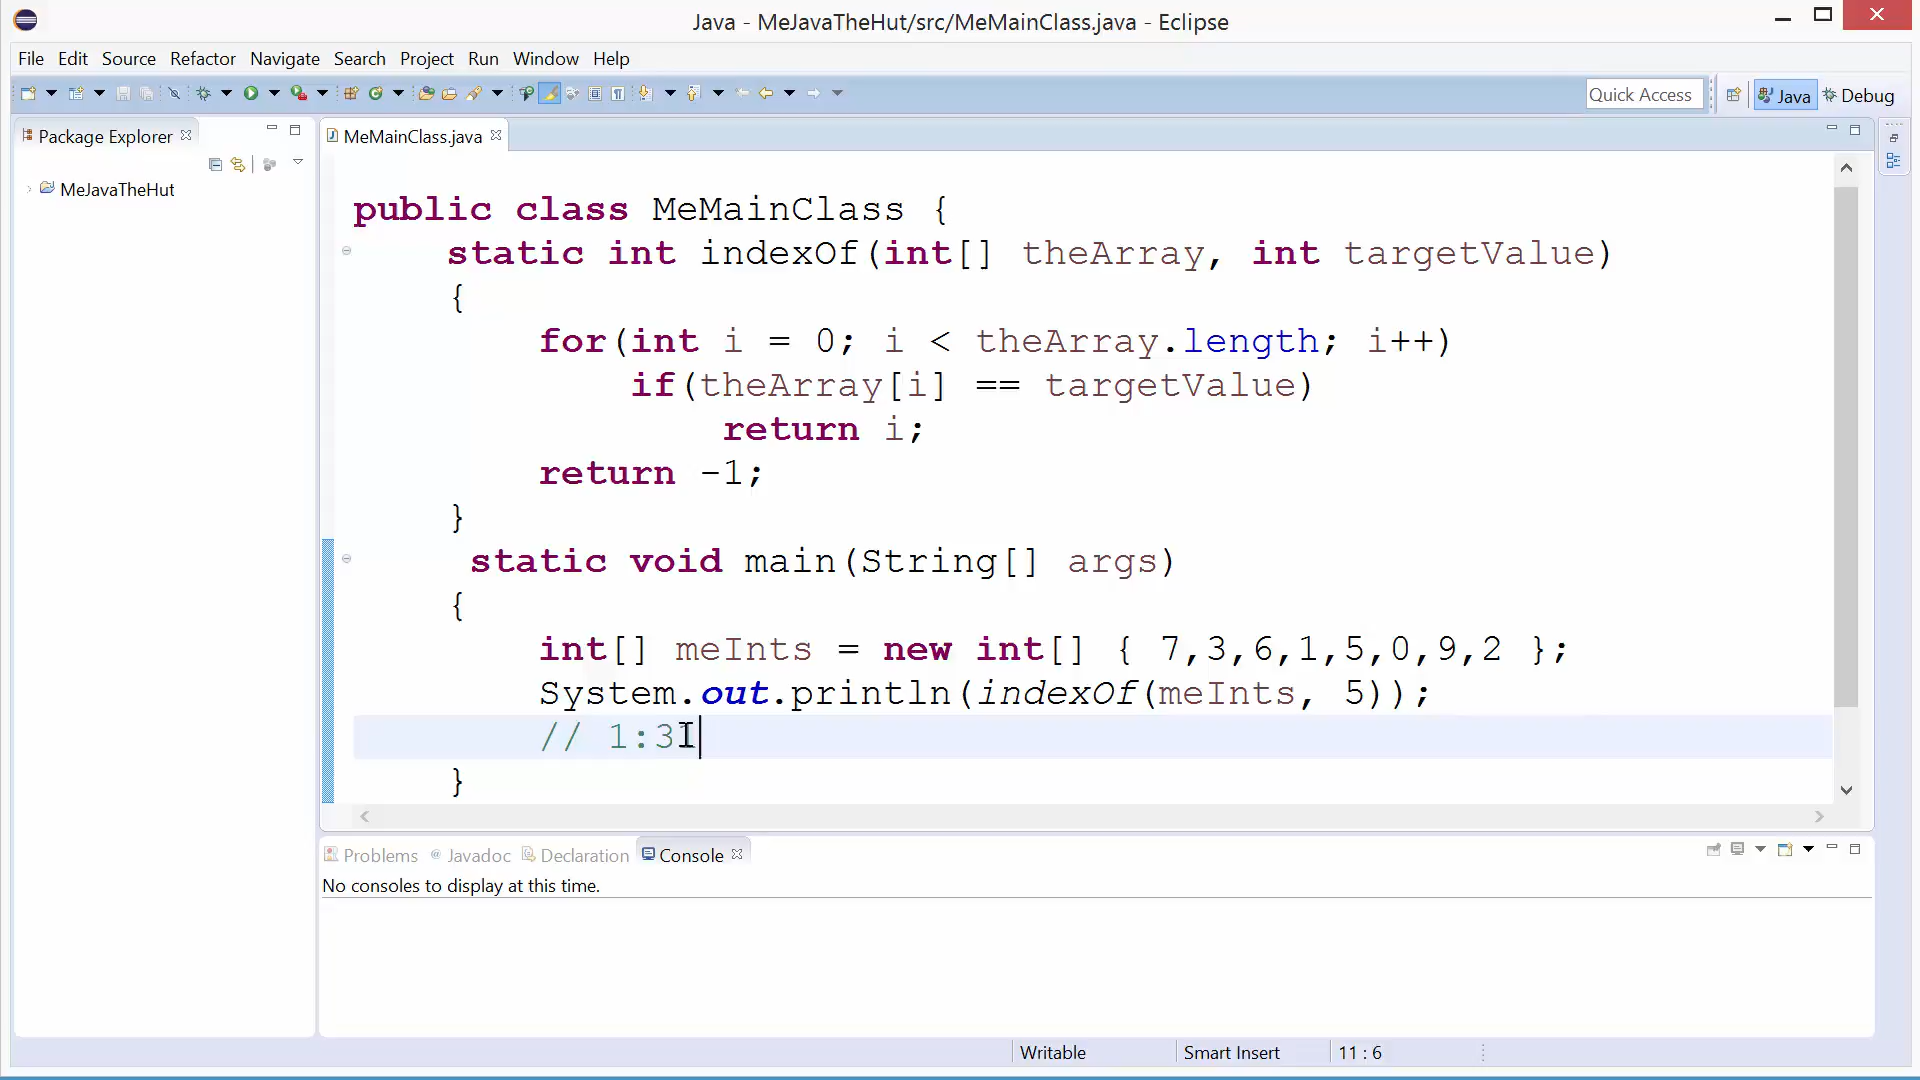 Java - MeJavaTheHut/src/MeMainClass.java - Eclipse
File Edit Source Refactor Navigate Search Project Run Window Help
Quick Access Java Debug
Package Explorer MeMainClass.java
MeJavaTheHut
public class MeMainClass {
static int indexOf(int[] theArray, int targetValue)
{
for(int i = 0; i < theArray.length; i++)
if(theArray[i] == targetValue)
return i;
return -1;
}
static void main(String[] args)
{
int[] meInts = new int[] { 7,3,6,1,5,0,9,2 };
System.out.println(indexOf(meInts, 5));
// 1:3
}
Problems @ Javadoc Declaration Console
No consoles to display at this time.
Writable Smart Insert 11 : 6